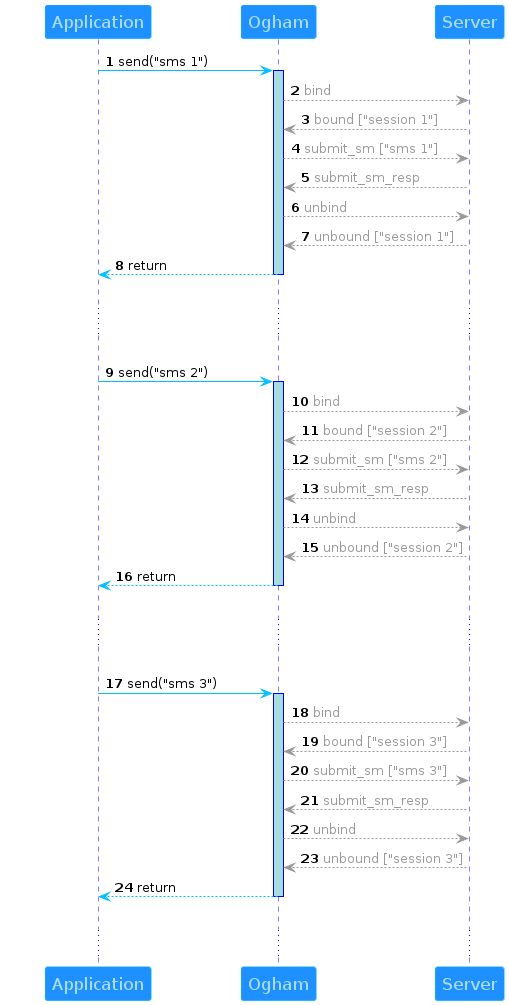 Application Ogham Server
1 send("sms 1")
2 bind
3 bound ["session 1"]
4 submit_sm ["sms 1"]
5 submit_sm_resp
6 unbind
7 unbound ["session 1"]
8 return
9 send("sms 2")
10 bind
11 bound ["session 2"]
12 submit_sm ["sms 2"]
13 submit_sm_resp
14 unbind
15 unbound ["session 2"]
16 return
17 send("sms 3")
18 bind
19 bound ["session 3"]
20 submit_sm ["sms 3"]
21 submit_sm_resp
22 unbind
23 unbound ["session 3"]
24 return
Application Ogham Server